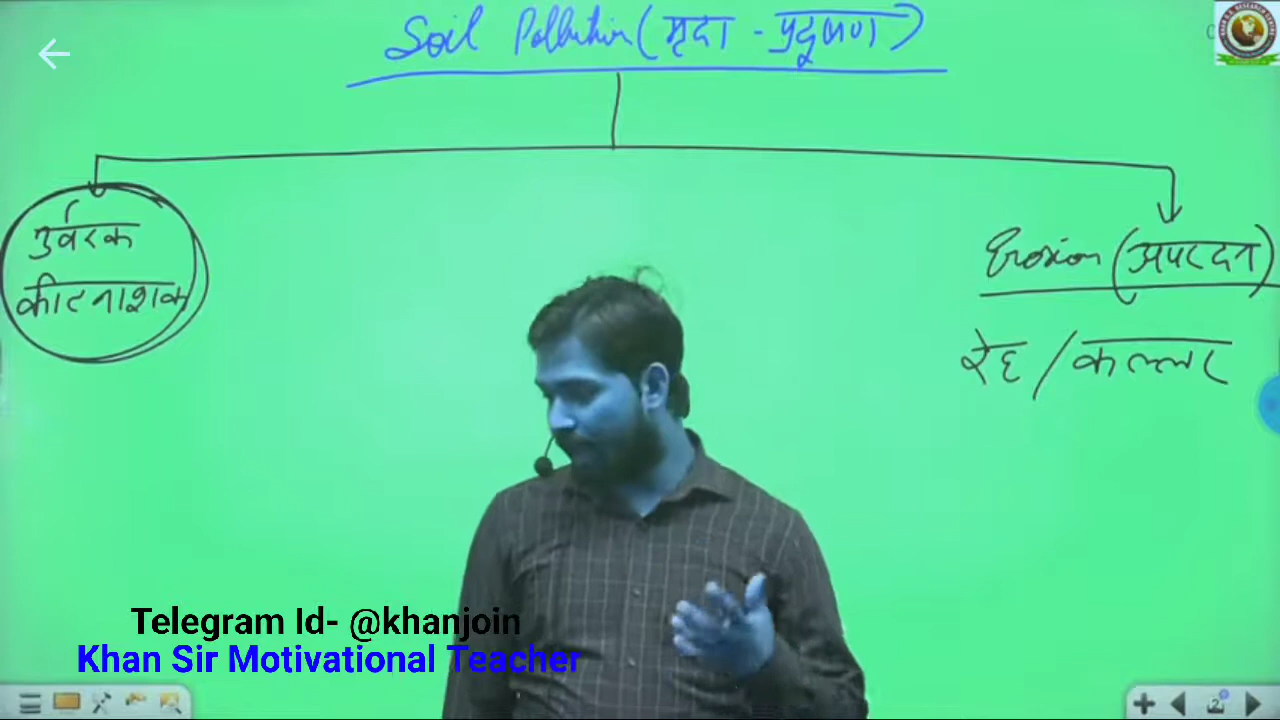 Soil Pollution (मृदा - प्रदूषण)
उर्वरक
कीटनाशक
Erosion (अपरदन)
रेह / कल्लर
Telegram Id- @khanjoin
Khan Sir Motivational Teacher
2